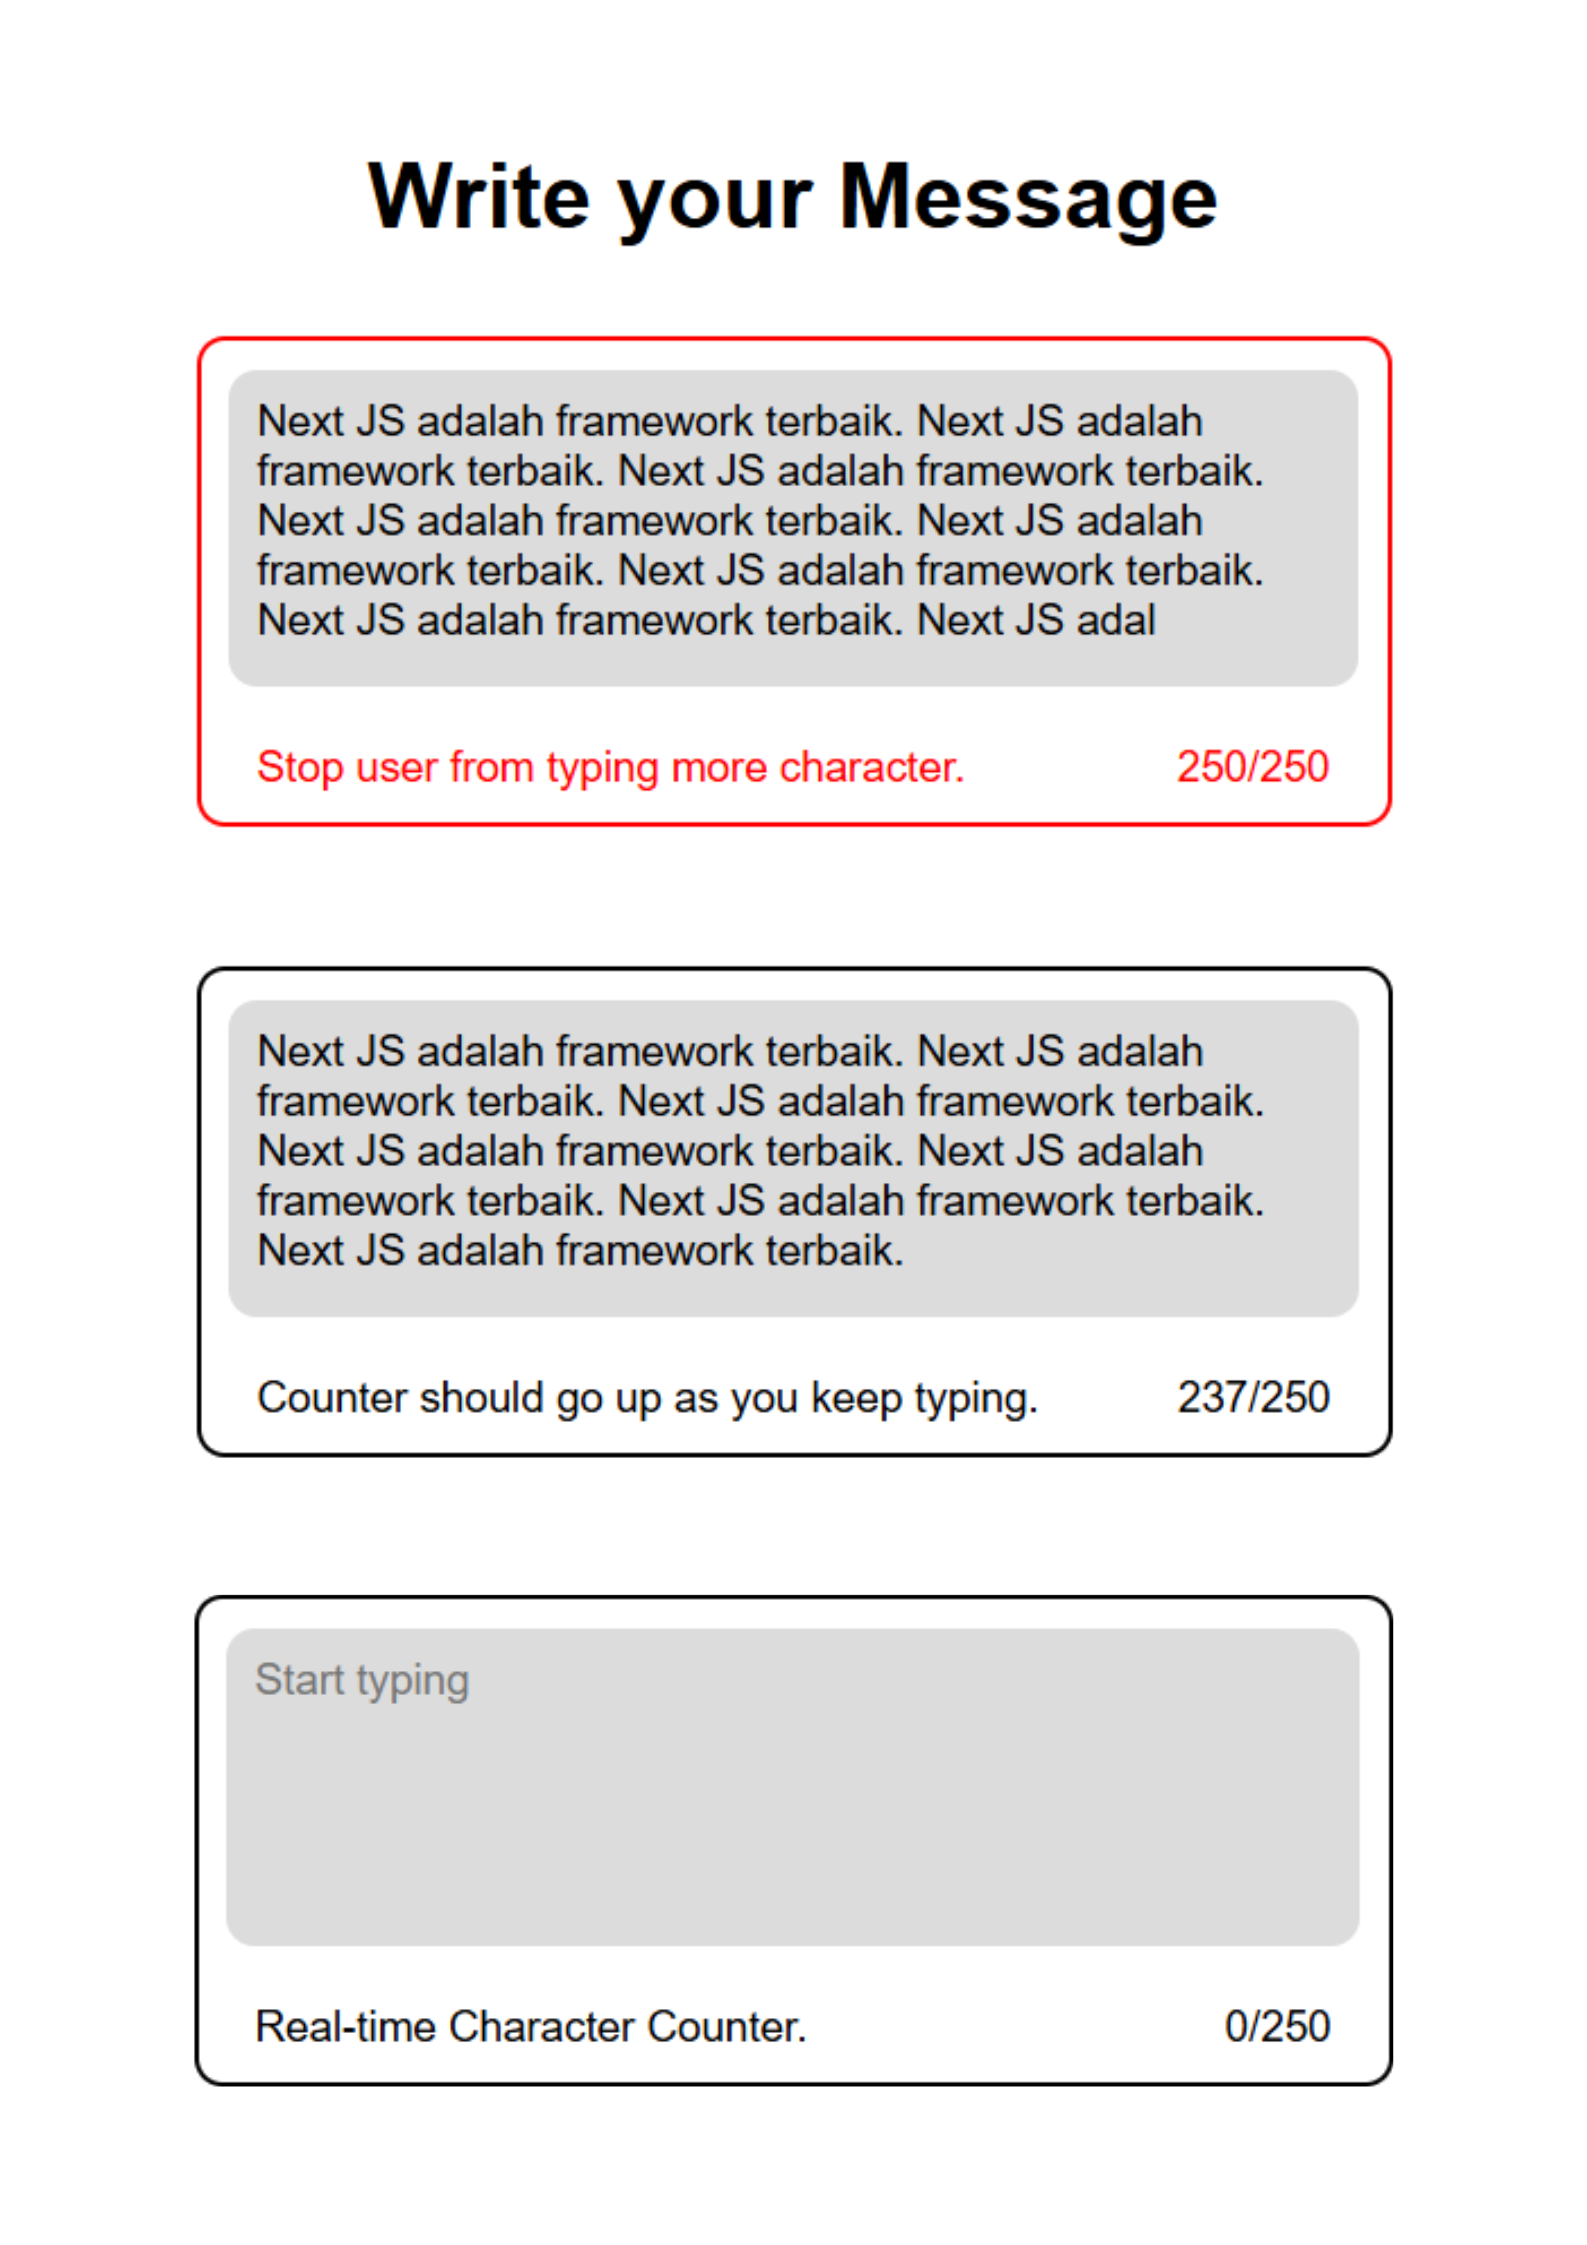 Write your Message
Next JS adalah framework terbaik. Next JS adalah
framework terbaik. Next JS adalah framework terbaik.
Next JS adalah framework terbaik. Next JS adalah
framework terbaik. Next JS adalah framework terbaik.
Next JS adalah framework terbaik. Next JS adal
Stop user from typing more character. 250/250
Next JS adalah framework terbaik. Next JS adalah
framework terbaik. Next JS adalah framework terbaik.
Next JS adalah framework terbaik. Next JS adalah
framework terbaik. Next JS adalah framework terbaik.
Next JS adalah framework terbaik.
Counter should go up as you keep typing. 237/250
Start typing
Real-time Character Counter. 0/250